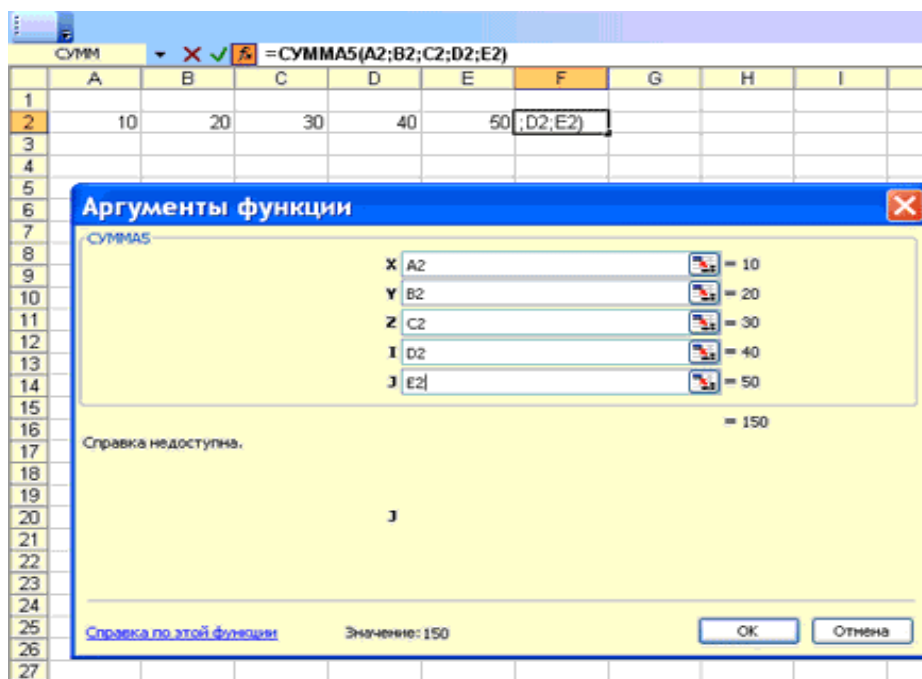 СУММ =СУММА5(A2;B2;C2;D2;E2)
A B C D E F G H I
1
2 10 20 30 40 50 ;D2;E2)
3
4
5
6 Аргументы функции
7 СУММА5
8 X A2 = 10
9
10 Y B2 = 20
11 Z C2 = 30
12
13 I D2 = 40
14 J E2 = 50
15
16 = 150
17 Справка недоступна.
18
19
20 J
21
22
23
24
25 Справка по этой функции Значение: 150 OK Отмена
26
27